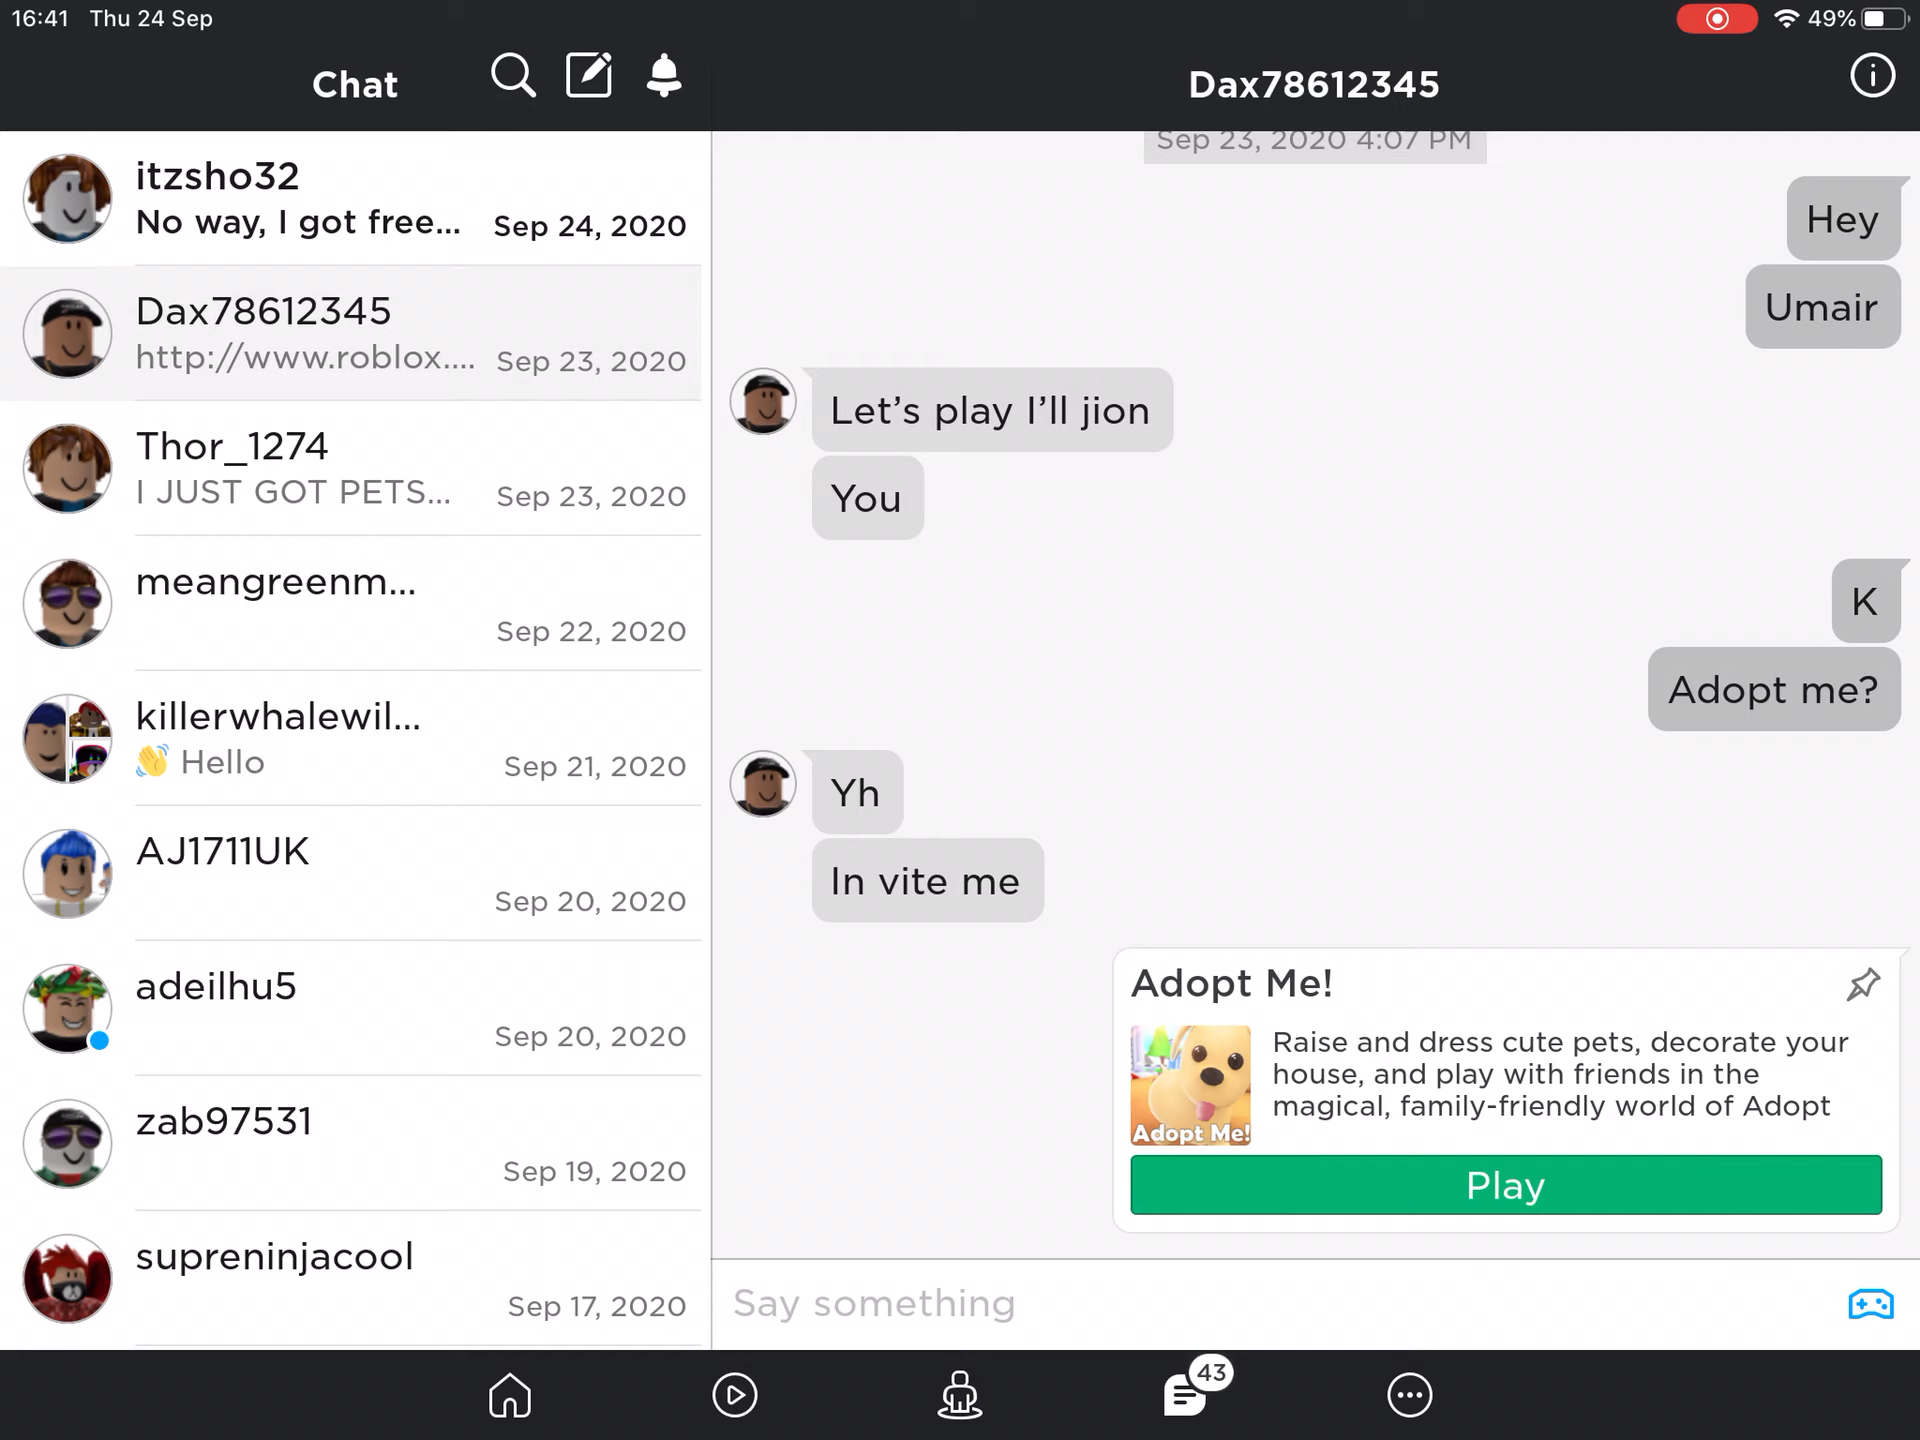 16:41 Thu 24 Sep
49%
Chat
Dax78612345
itzsho32
No way, I got free...
Sep 24, 2020
Dax78612345
http://www.roblox....
Sep 23, 2020
Thor_1274
I JUST GOT PETS...
Sep 23, 2020
meangreenm...
Sep 22, 2020
killerwhalewil...
👋 Hello
Sep 21, 2020
AJ1711UK
Sep 20, 2020
adeilhu5
Sep 20, 2020
zab97531
Sep 19, 2020
supreninjacool
Sep 17, 2020
Sep 23, 2020 4:07 PM
Hey
Umair
Let’s play I’ll jion
You
K
Adopt me?
Yh
In vite me
Adopt Me!
Adopt Me!
Raise and dress cute pets, decorate your
house, and play with friends in the
magical, family-friendly world of Adopt
Play
Say something
43